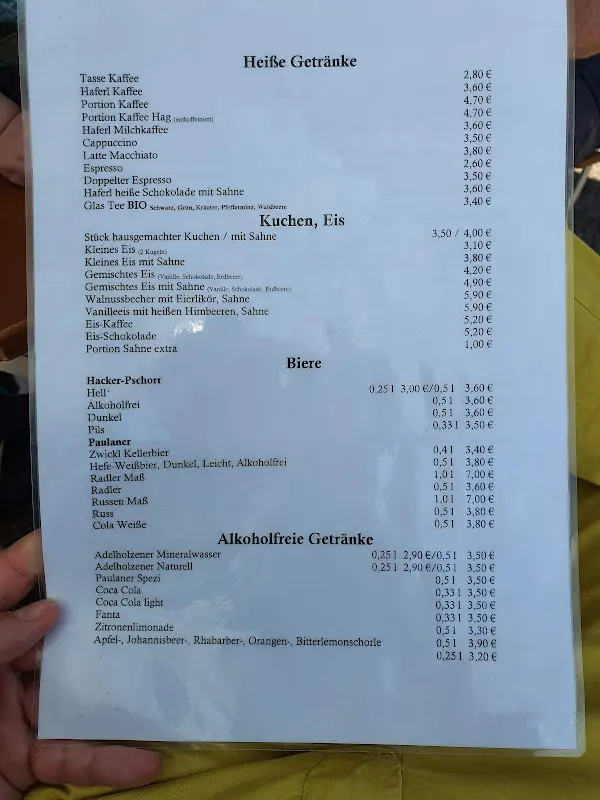 Heiße Getränke
Tasse Kaffee 2,80 €
Haferl Kaffee 3,60 €
Portion Kaffee 4,70 €
Portion Kaffee Hag (entkoffeiniert) 4,70 €
Haferl Milchkaffee 3,60 €
Cappuccino 3,50 €
Latte Macchiato 3,80 €
Espresso 2,60 €
Doppelter Espresso 3,50 €
Haferl heiße Schokolade mit Sahne 3,60 €
Glas Tee BIO Schwarz, Grün, Kräuter, Pfefferminz, Waldbeere 3,40 €
Kuchen, Eis
Stück hausgemachter Kuchen / mit Sahne 3,50 / 4,00 €
Kleines Eis (2 Kugeln) 3,10 €
Kleines Eis mit Sahne 3,80 €
Gemischtes Eis (Vanille, Schokolade, Erdbeere) 4,20 €
Gemischtes Eis mit Sahne (Vanille, Schokolade, Erdbeere) 4,90 €
Walnussbecher mit Eierlikör, Sahne 5,90 €
Vanilleeis mit heißen Himbeeren, Sahne 5,90 €
Eis-Kaffee 5,20 €
Eis-Schokolade 5,20 €
Portion Sahne extra 1,00 €
Biere
Hacker-Pschorr
Hell 0,25 l 3,00 €/0,5 l 3,60 €
Alkoholfrei 0,5 l 3,60 €
Dunkel 0,5 l 3,60 €
Pils 0,33 l 3,50 €
Paulaner
Zwickl Kellerbier 0,4 l 3,40 €
Hefe-Weißbier, Dunkel, Leicht, Alkoholfrei 0,5 l 3,80 €
Radler Maß 1,0 l 7,00 €
Radler 0,5 l 3,60 €
Russen Maß 1,0 l 7,00 €
Russ 0,5 l 3,80 €
Cola Weiße 0,5 l 3,80 €
Alkoholfreie Getränke
Adelholzener Mineralwasser 0,25 l 2,90 €/0,5 l 3,50 €
Adelholzener Naturell 0,25 l 2,90 €/0,5 l 3,50 €
Paulaner Spezi 0,5 l 3,50 €
Coca Cola 0,33 l 3,50 €
Coca Cola light 0,33 l 3,50 €
Fanta 0,33 l 3,50 €
Zitronenlimonade 0,5 l 3,30 €
Apfel-, Johannisbeer-, Rhabarber-, Orangen-, Bitterlemonschorle 0,5 l 3,90 €
0,25 l 3,20 €